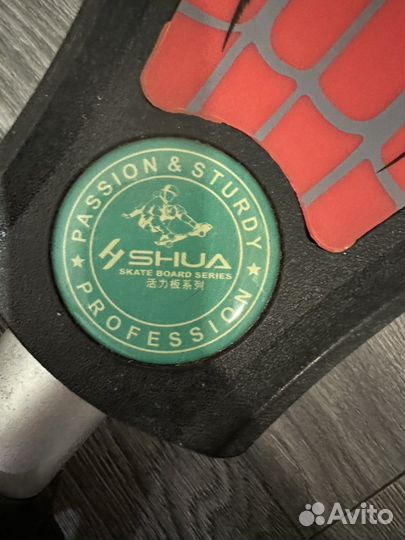 PASSION & STURDY
SHUA
SKATE BOARD SERIES
活力板系列
★ PROFESSION ★
Avito